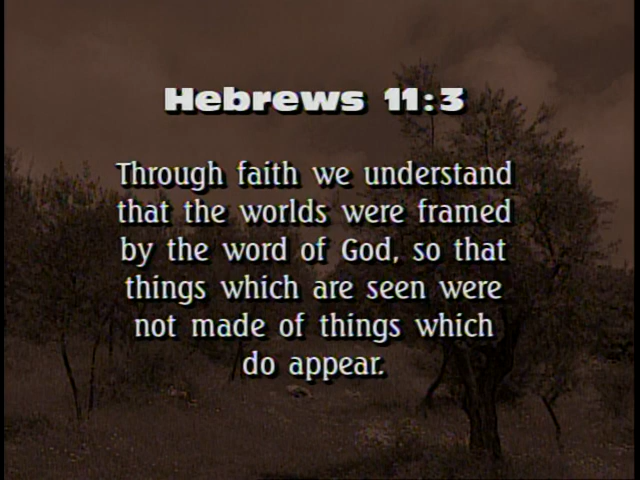 Hebrews 11:3
Through faith we understand
that the worlds were framed
by the word of God, so that
things which are seen were
not made of things which
do appear.